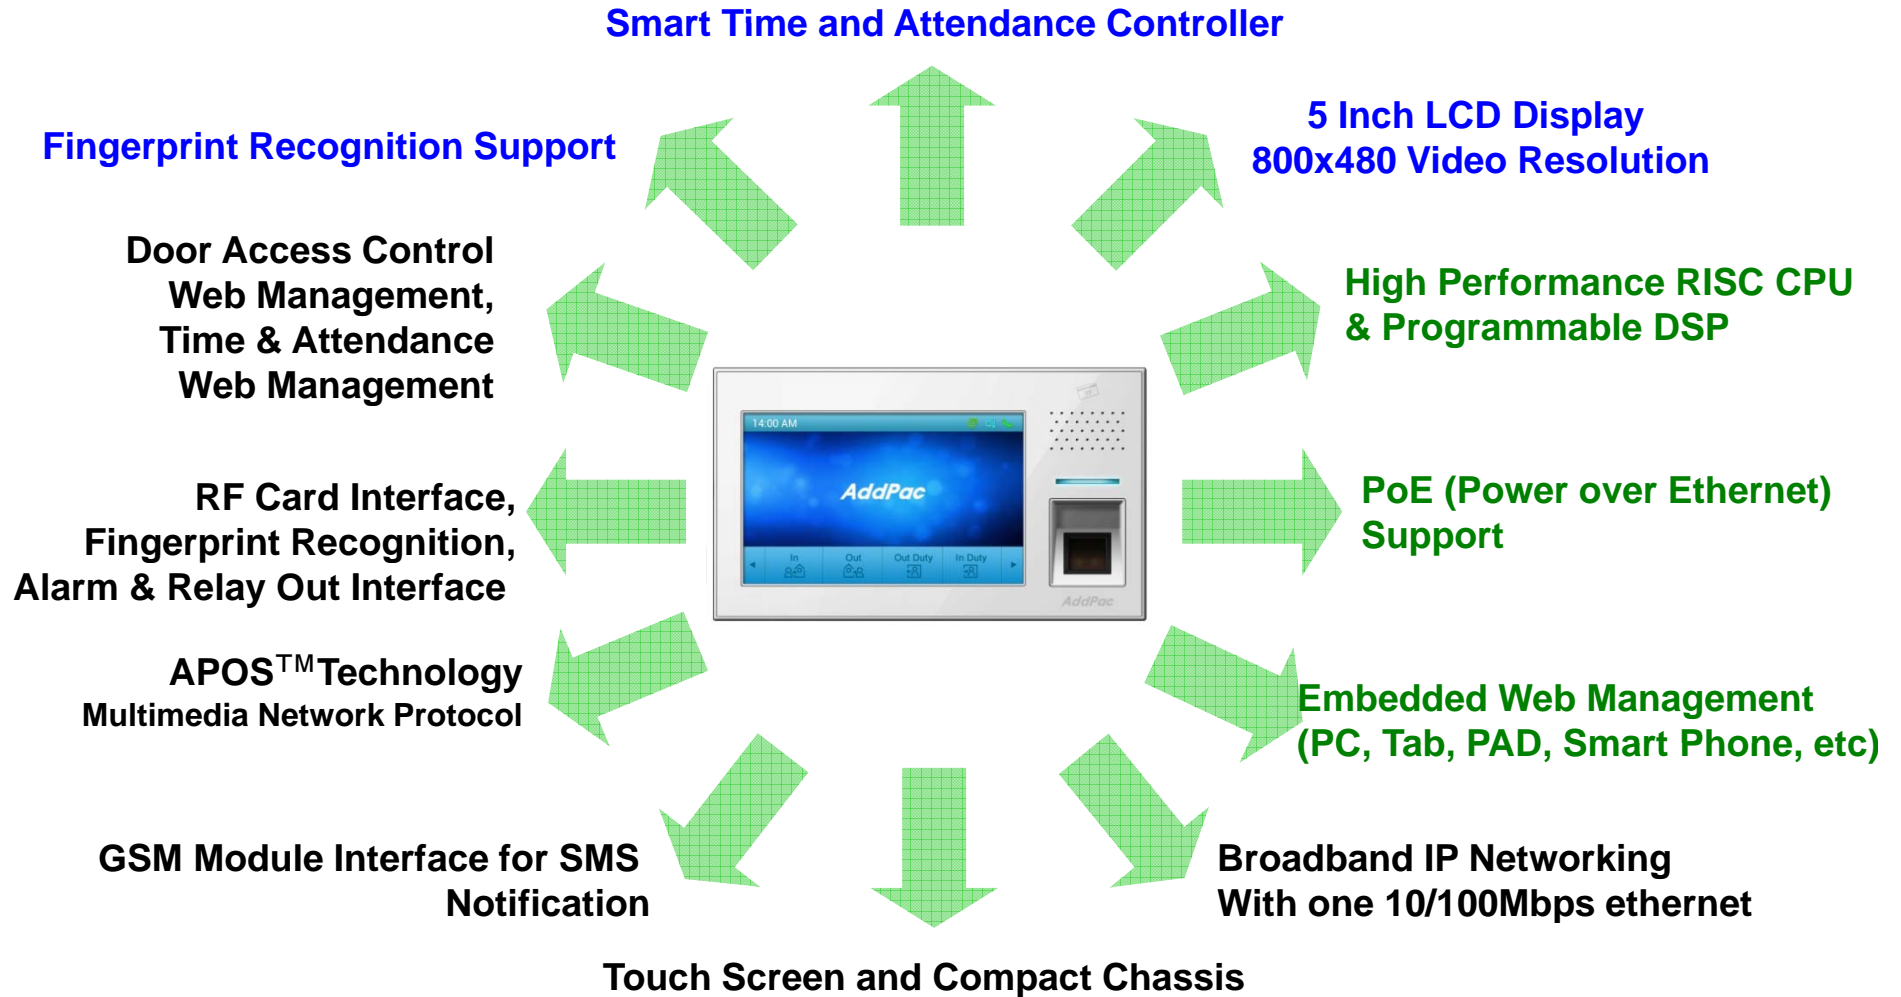 Smart Time and Attendance Controller
Fingerprint Recognition Support
5 Inch LCD Display
800x480 Video Resolution
Door Access Control
Web Management,
Time & Attendance
Web Management
High Performance RISC CPU
& Programmable DSP
14:00 AM
AddPac
In
Out
Out Duty
In Duty
AddPac
RF Card Interface,
Fingerprint Recognition,
Alarm & Relay Out Interface
PoE (Power over Ethernet)
Support
APOS™Technology
Multimedia Network Protocol
Embedded Web Management
(PC, Tab, PAD, Smart Phone, etc)
GSM Module Interface for SMS
Notification
Broadband IP Networking
With one 10/100Mbps ethernet
Touch Screen and Compact Chassis